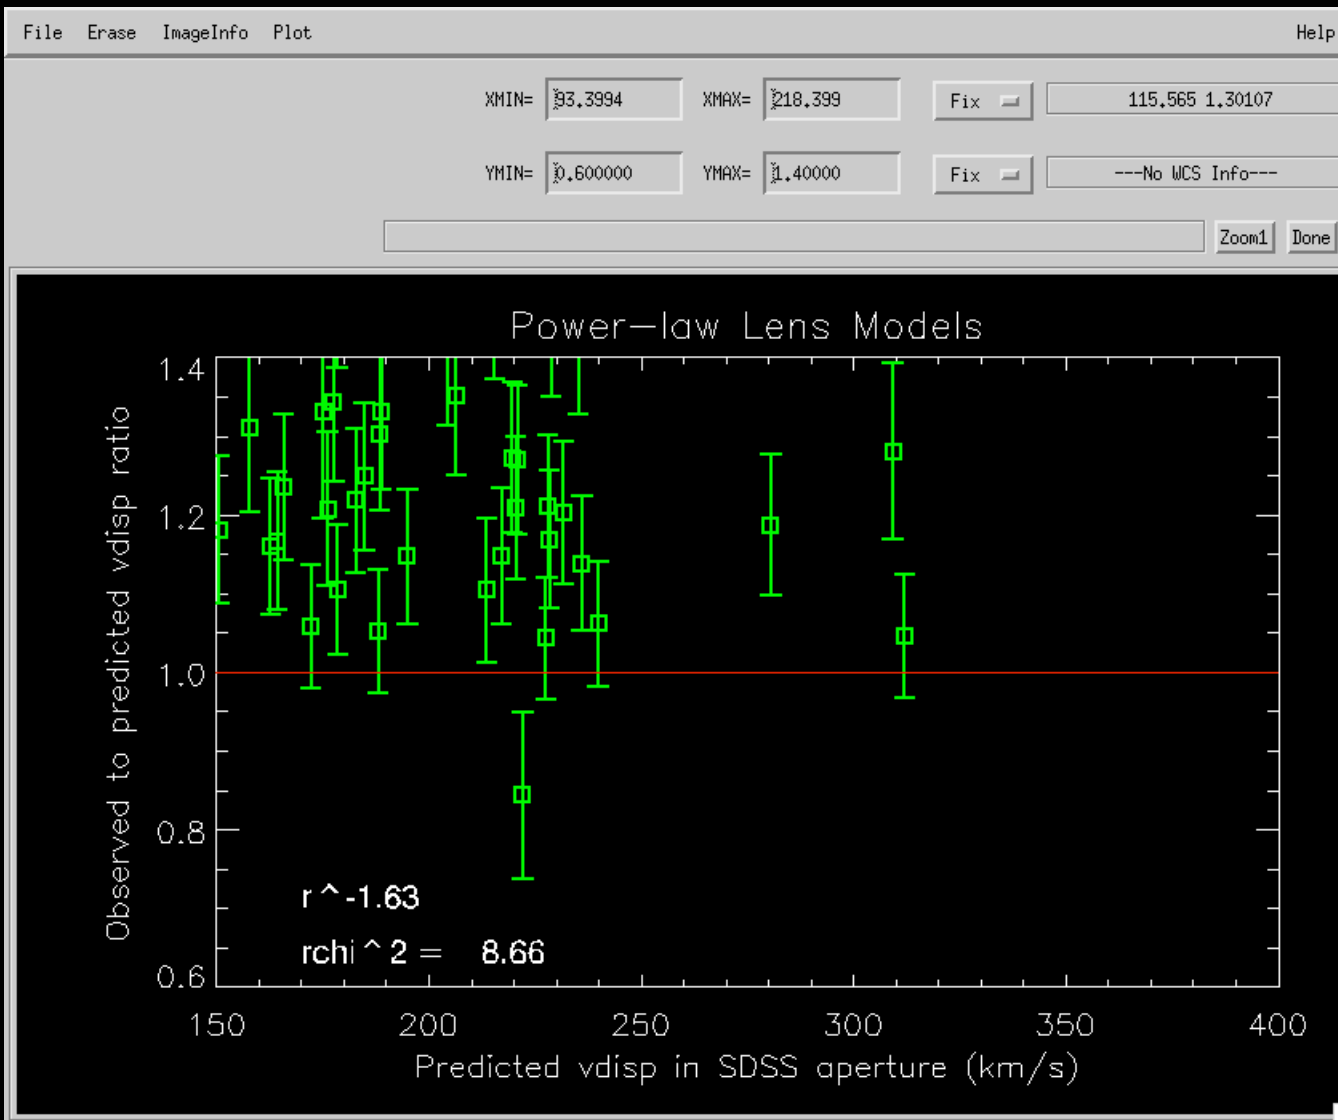 File Erase ImageInfo Plot Help
XMIN= 93.3994 XMAX= 218.399 Fix 115.565 1.30107
YMIN= 0.600000 YMAX= 1.40000 Fix ---No WCS Info---
Zoom1 Done
Power-law Lens Models
Observed to predicted vdisp ratio
1.4
1.2
1.0
0.8
0.6
r^-1.63
rchi^2 = 8.66
150 200 250 300 350 400
Predicted vdisp in SDSS aperture (km/s)